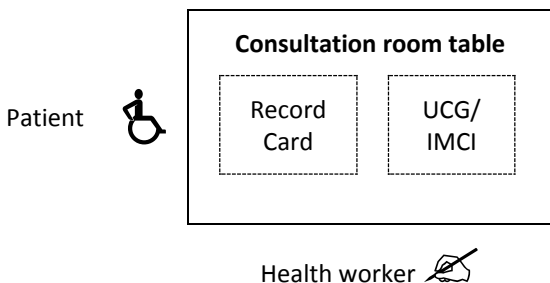 Consultation room table
Patient
Record
Card
UCG/
IMCI
Health worker